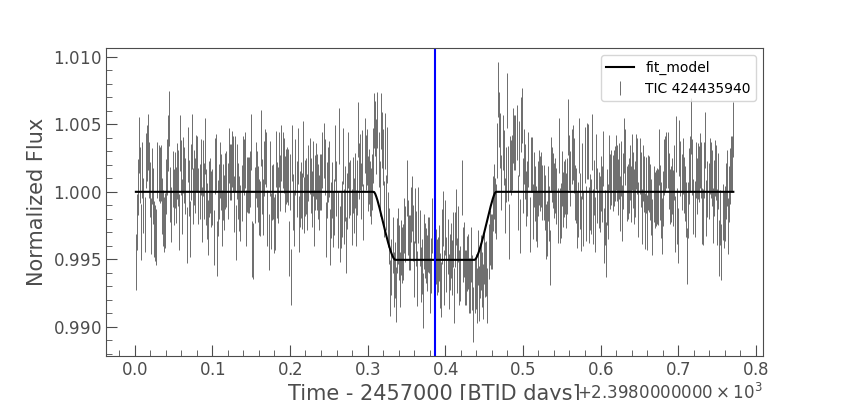 1.010
1.005
1.000
0.995
0.990
Normalized Flux
fit_model
TIC 424435940
0.0 0.1 0.2 0.3 0.4 0.5 0.6 0.7 0.8
Time - 2457000 [BTJD days]
+2.3980000000 × 10³